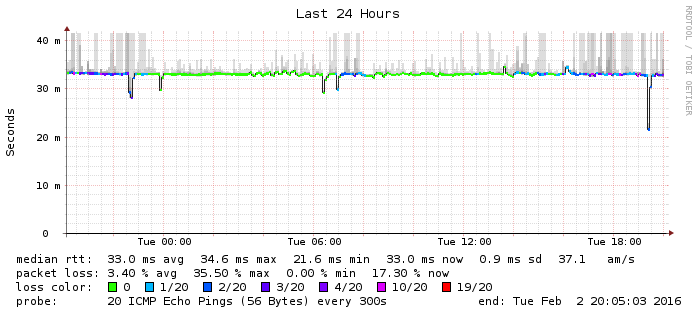 Last 24 Hours
RRDTOOL / TOBI OETIKER
Seconds
40 m
30 m
20 m
10 m
0
Tue 00:00 Tue 06:00 Tue 12:00 Tue 18:00
median rtt: 33.0 ms avg 34.6 ms max 21.6 ms min 33.0 ms now 0.9 ms sd 37.1 am/s
packet loss: 3.40 % avg 35.50 % max 0.00 % min 17.30 % now
loss color: 0 1/20 2/20 3/20 4/20 10/20 19/20
probe: 20 ICMP Echo Pings (56 Bytes) every 300s end: Tue Feb 2 20:05:03 2016